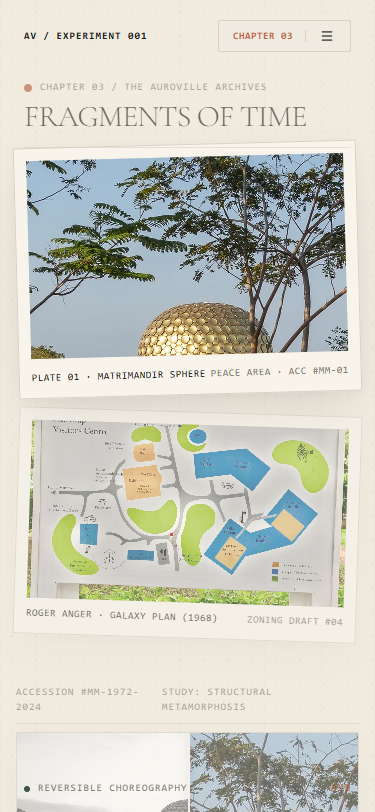 AV / EXPERIMENT 001
CHAPTER 03
CHAPTER 03 / THE AUROVILLE ARCHIVES
FRAGMENTS OF TIME
PLATE 01 · MATRIMANDIR SPHERE PEACE AREA · ACC #MM-01
Visitors Centre
ROGER ANGER · GALAXY PLAN (1968) ZONING DRAFT #04
ACCESSION #MM-1972-2024
STUDY: STRUCTURAL METAMORPHOSIS
REVERSIBLE CHOREOGRAPHY